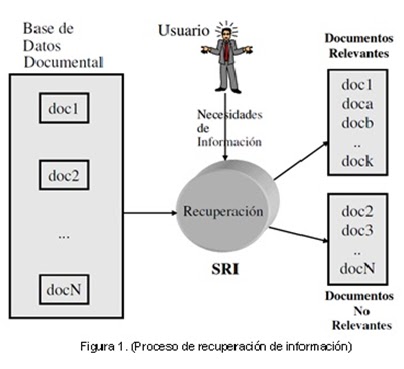 Base de
Datos
Documental
doc1
doc2
...
docN
Usuario
Necesidades
de
Información
Recuperación
SRI
Documentos
Relevantes
doc1
doca
docb
..
dock
doc2
doc3
..
docN
Documentos
No
Relevantes
Figura 1. (Proceso de recuperación de información)